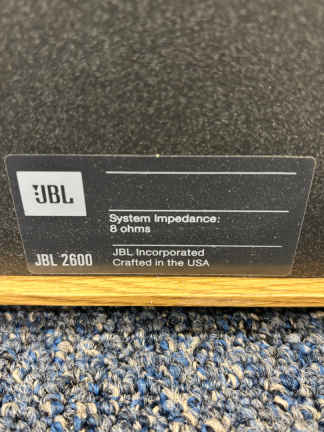 JBL
System Impedance:
8 ohms
JBL 2600
JBL Incorporated
Crafted in the USA